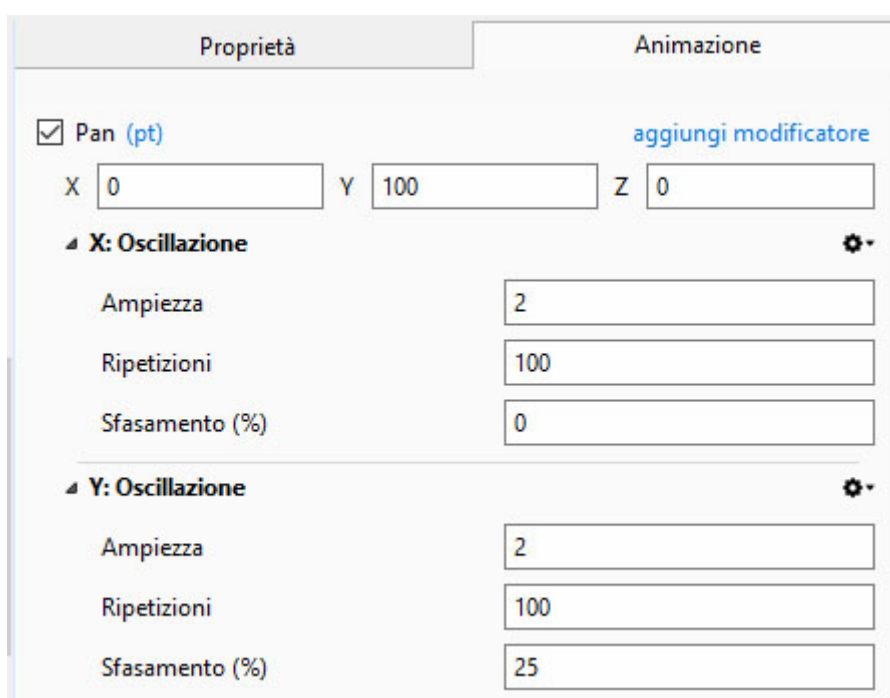 Proprietà Animazione
Pan (pt) aggiungi modificatore
X 0 Y 100 Z 0
X: Oscillazione
Ampiezza 2
Ripetizioni 100
Sfasamento (%) 0
Y: Oscillazione
Ampiezza 2
Ripetizioni 100
Sfasamento (%) 25